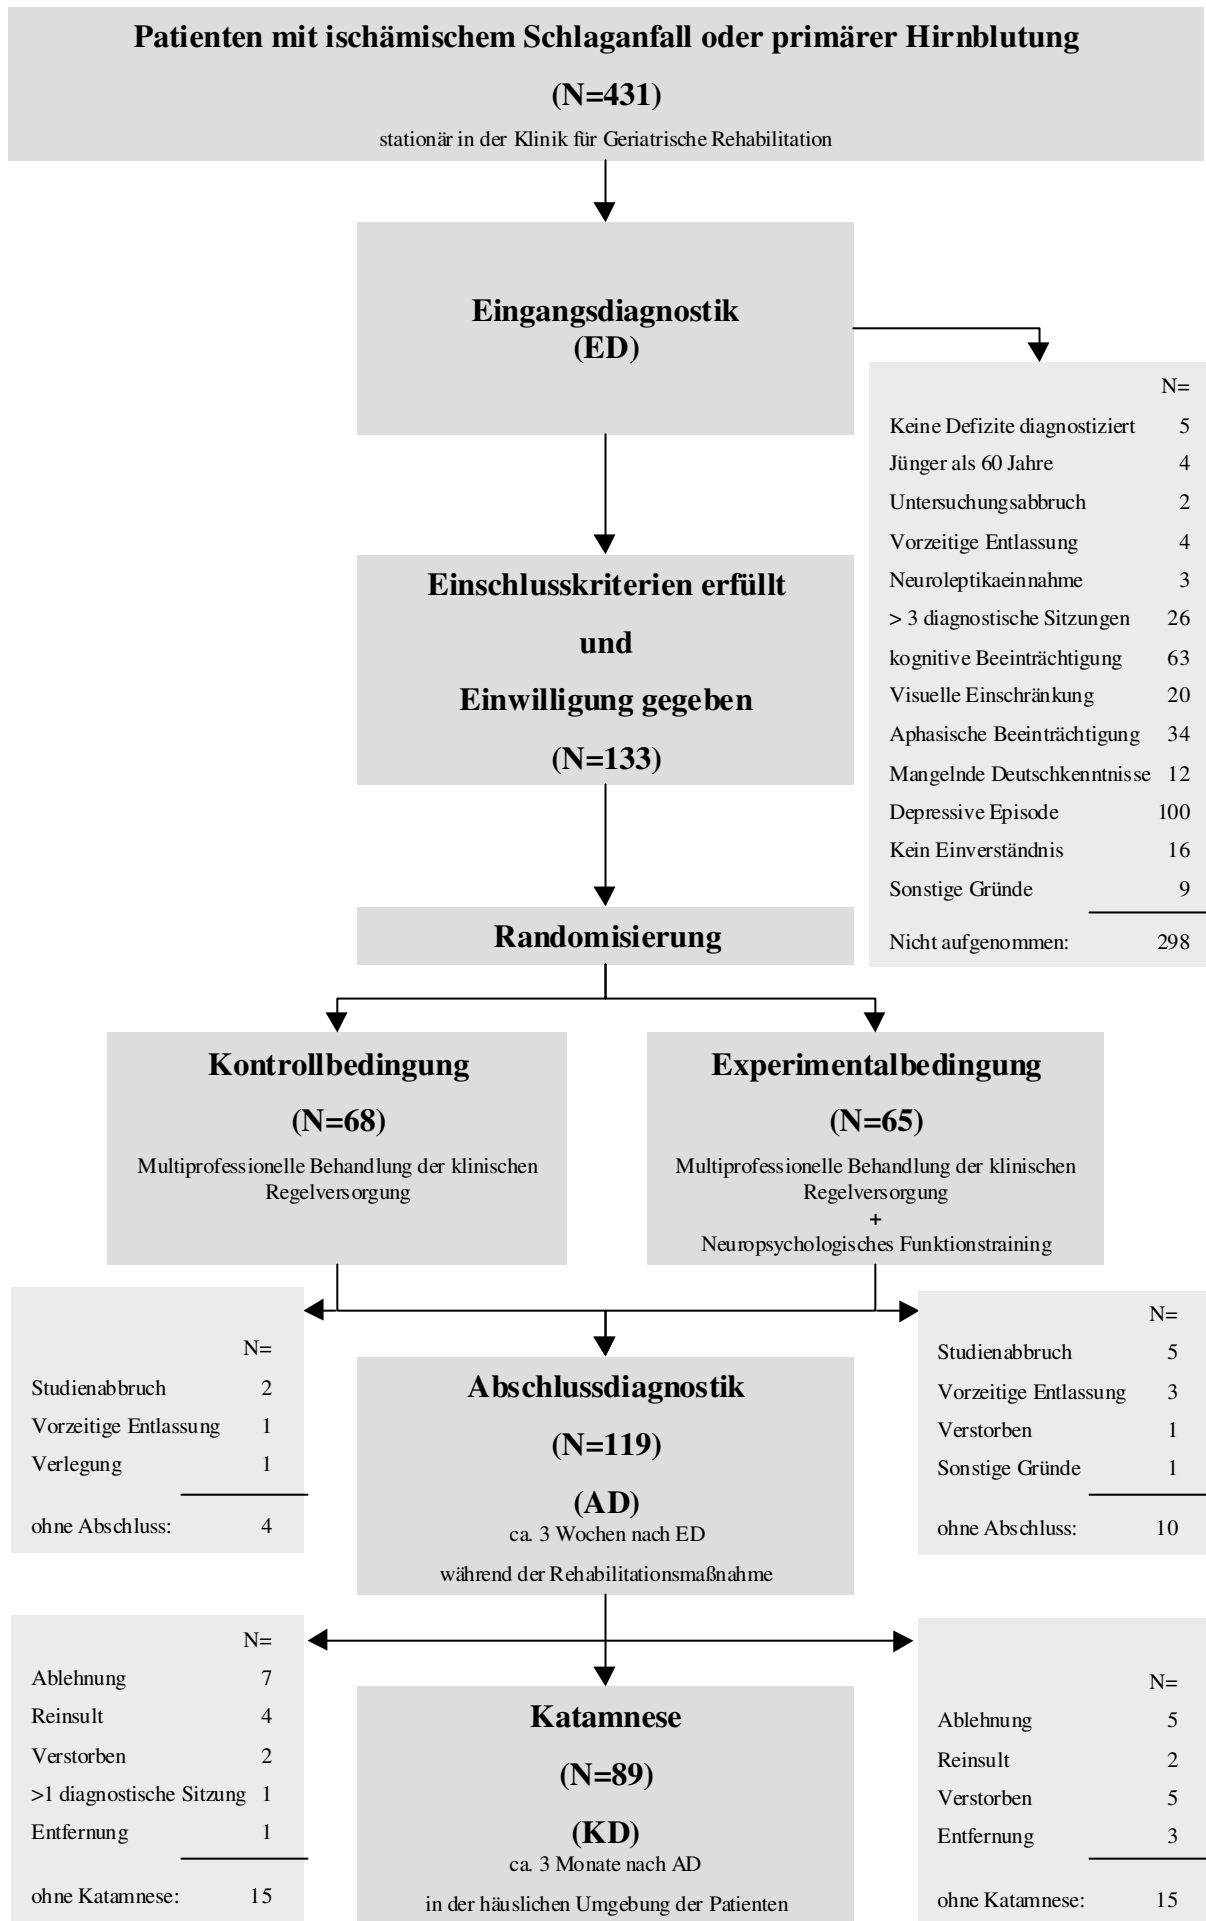 Patienten mit ischämischem Schlaganfall oder primärer Hirnblutung
(N=431)
stationär in der Klinik für Geriatrische Rehabilitation
Eingangsdiagnostik
(ED)
N=
Keine Defizite diagnostiziert 5
Jünger als 60 Jahre 4
Untersuchungsabbruch 2
Vorzeitige Entlassung 4
Neuroleptikaeinnahme 3
> 3 diagnostische Sitzungen 26
kognitive Beeinträchtigung 63
Visuelle Einschränkung 20
Aphasische Beeinträchtigung 34
Mangelnde Deutschkenntnisse 12
Depressive Episode 100
Kein Einverständnis 16
Sonstige Gründe 9
Nicht aufgenommen: 298
Einschlusskriterien erfüllt
und
Einwilligung gegeben
(N=133)
Randomisierung
Kontrollbedingung
(N=68)
Multiprofessionelle Behandlung der klinischen
Regelversorgung
Experimentalbedingung
(N=65)
Multiprofessionelle Behandlung der klinischen
Regelversorgung
+
Neuropsychologisches Funktionstraining
N=
Studienabbruch 2
Vorzeitige Entlassung 1
Verlegung 1
ohne Abschluss: 4
Abschlussdiagnostik
(N=119)
(AD)
ca. 3 Wochen nach ED
während der Rehabilitationsmaßnahme
N=
Studienabbruch 5
Vorzeitige Entlassung 3
Verstorben 1
Sonstige Gründe 1
ohne Abschluss: 10
N=
Ablehnung 7
Reinsult 4
Verstorben 2
>1 diagnostische Sitzung 1
Entfernung 1
ohne Katamnese: 15
Katamnese
(N=89)
(KD)
ca. 3 Monate nach AD
in der häuslichen Umgebung der Patienten
N=
Ablehnung 5
Reinsult 2
Verstorben 5
Entfernung 3
ohne Katamnese: 15